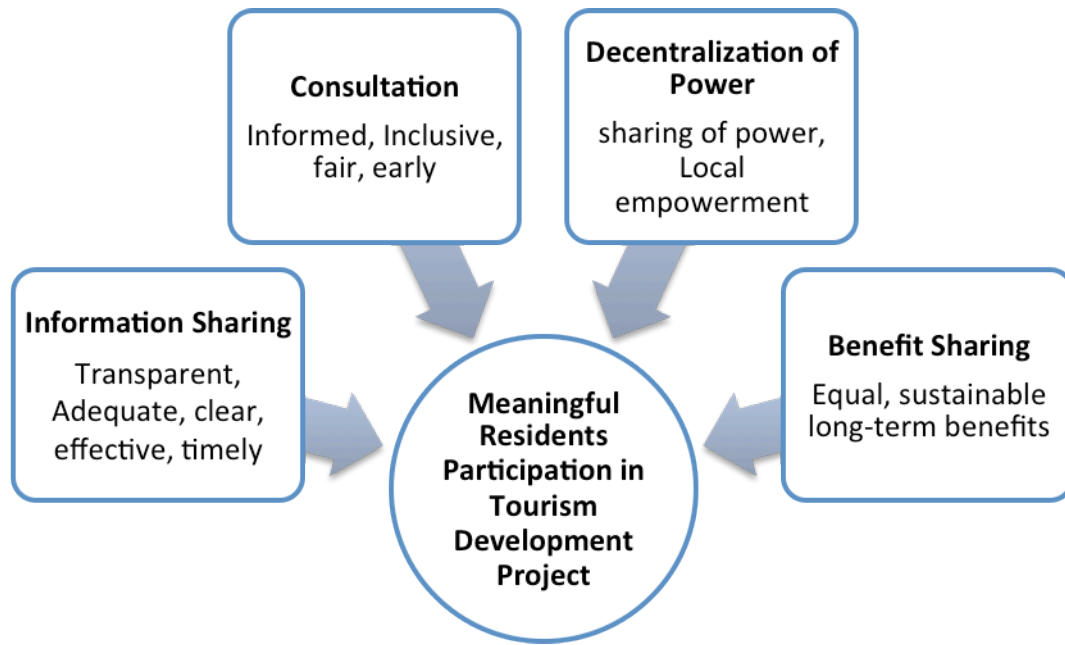 Consultation
Informed, Inclusive,
fair, early
Decentralization of
Power
sharing of power,
Local
empowerment
Information Sharing
Transparent,
Adequate, clear,
effective, timely
Benefit Sharing
Equal, sustainable
long-term benefits
Meaningful
Residents
Participation in
Tourism
Development
Project